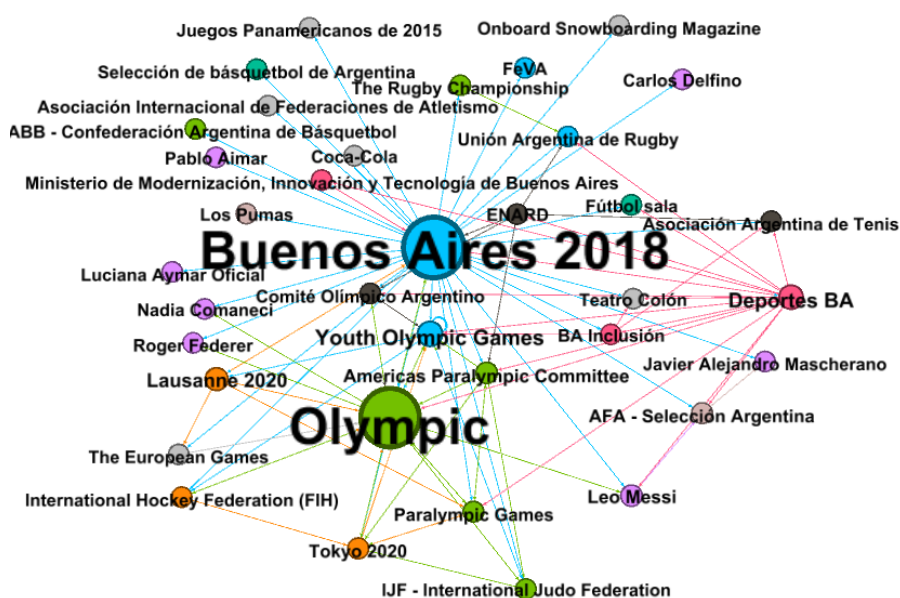 Juegos Panamericanos de 2015
Onboard Snowboarding Magazine
Selección de básquetbol de Argentina
FeVA
Carlos Delfino
The Rugby Championship
Asociación Internacional de Federaciones de Atletismo
ABB - Confederación Argentina de Básquetbol
Unión Argentina de Rugby
Pablo Aimar
Coca-Cola
Ministerio de Modernización, Innovación y Tecnología de Buenos Aires
Los Pumas
ENARD
Fútbol sala
Asociación Argentina de Tenis
Buenos Aires 2018
Luciana Aymar Oficial
Comité Olímpico Argentino
Teatro Colón
Deportes BA
Nadia Comaneci
Youth Olympic Games
BA Inclusión
Roger Federer
Javier Alejandro Mascherano
Lausanne 2020
Americas Paralympic Committee
AFA - Selección Argentina
Olympic
The European Games
International Hockey Federation (FIH)
Leo Messi
Paralympic Games
Tokyo 2020
IJF - International Judo Federation